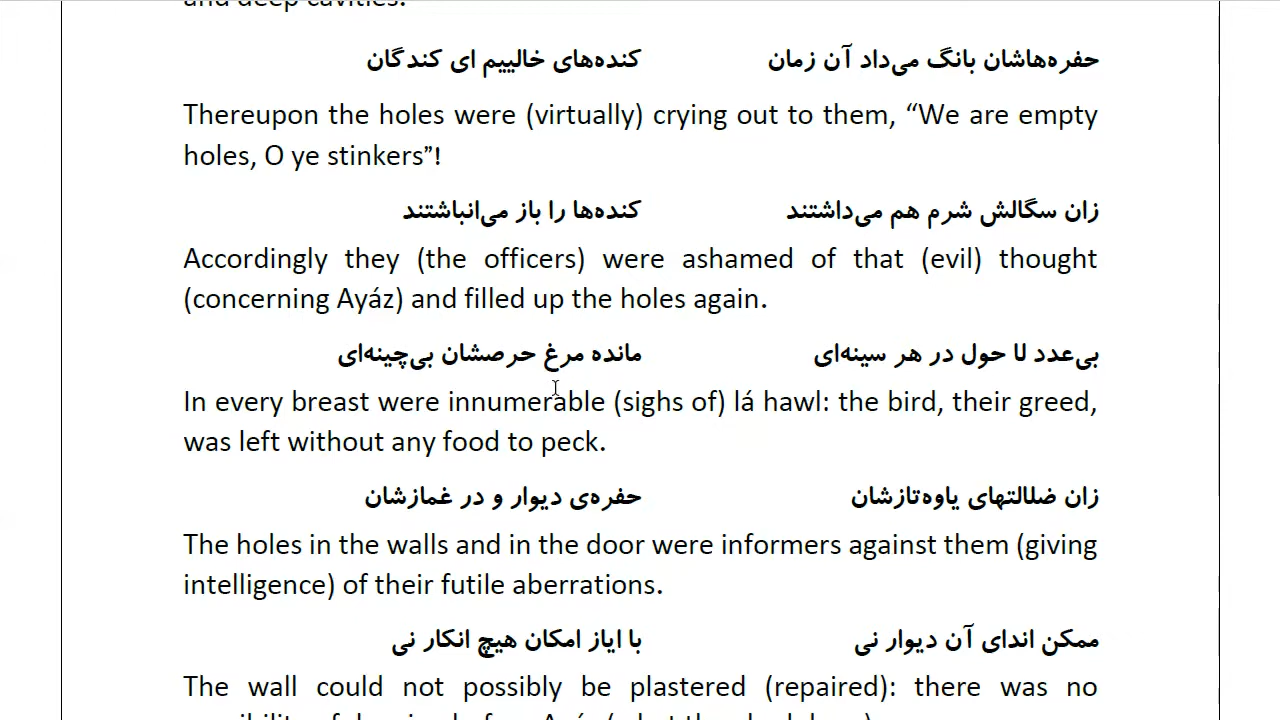 and deep cavities.
حفره‌هاشان بانگ می‌داد آن زمان کنده‌های خالییم ای کندگان
Thereupon the holes were (virtually) crying out to them, “We are empty
holes, O ye stinkers”!
زان سگالش شرم هم می‌داشتند کنده‌ها را باز می‌انباشتند
Accordingly they (the officers) were ashamed of that (evil) thought
(concerning Ayáz) and filled up the holes again.
بی‌عدد لا حول در هر سینه‌ای مانده مرغ حرصشان بی‌چینه‌ای
In every breast were innumerable (sighs of) lá hawl: the bird, their greed,
was left without any food to peck.
زان ضلالتهای یاوه‌تازشان حفره‌ی دیوار و در غمازشان
The holes in the walls and in the door were informers against them (giving
intelligence) of their futile aberrations.
ممکن اندای آن دیوار نی با ایاز امکان هیچ انکار نی
The wall could not possibly be plastered (repaired): there was no